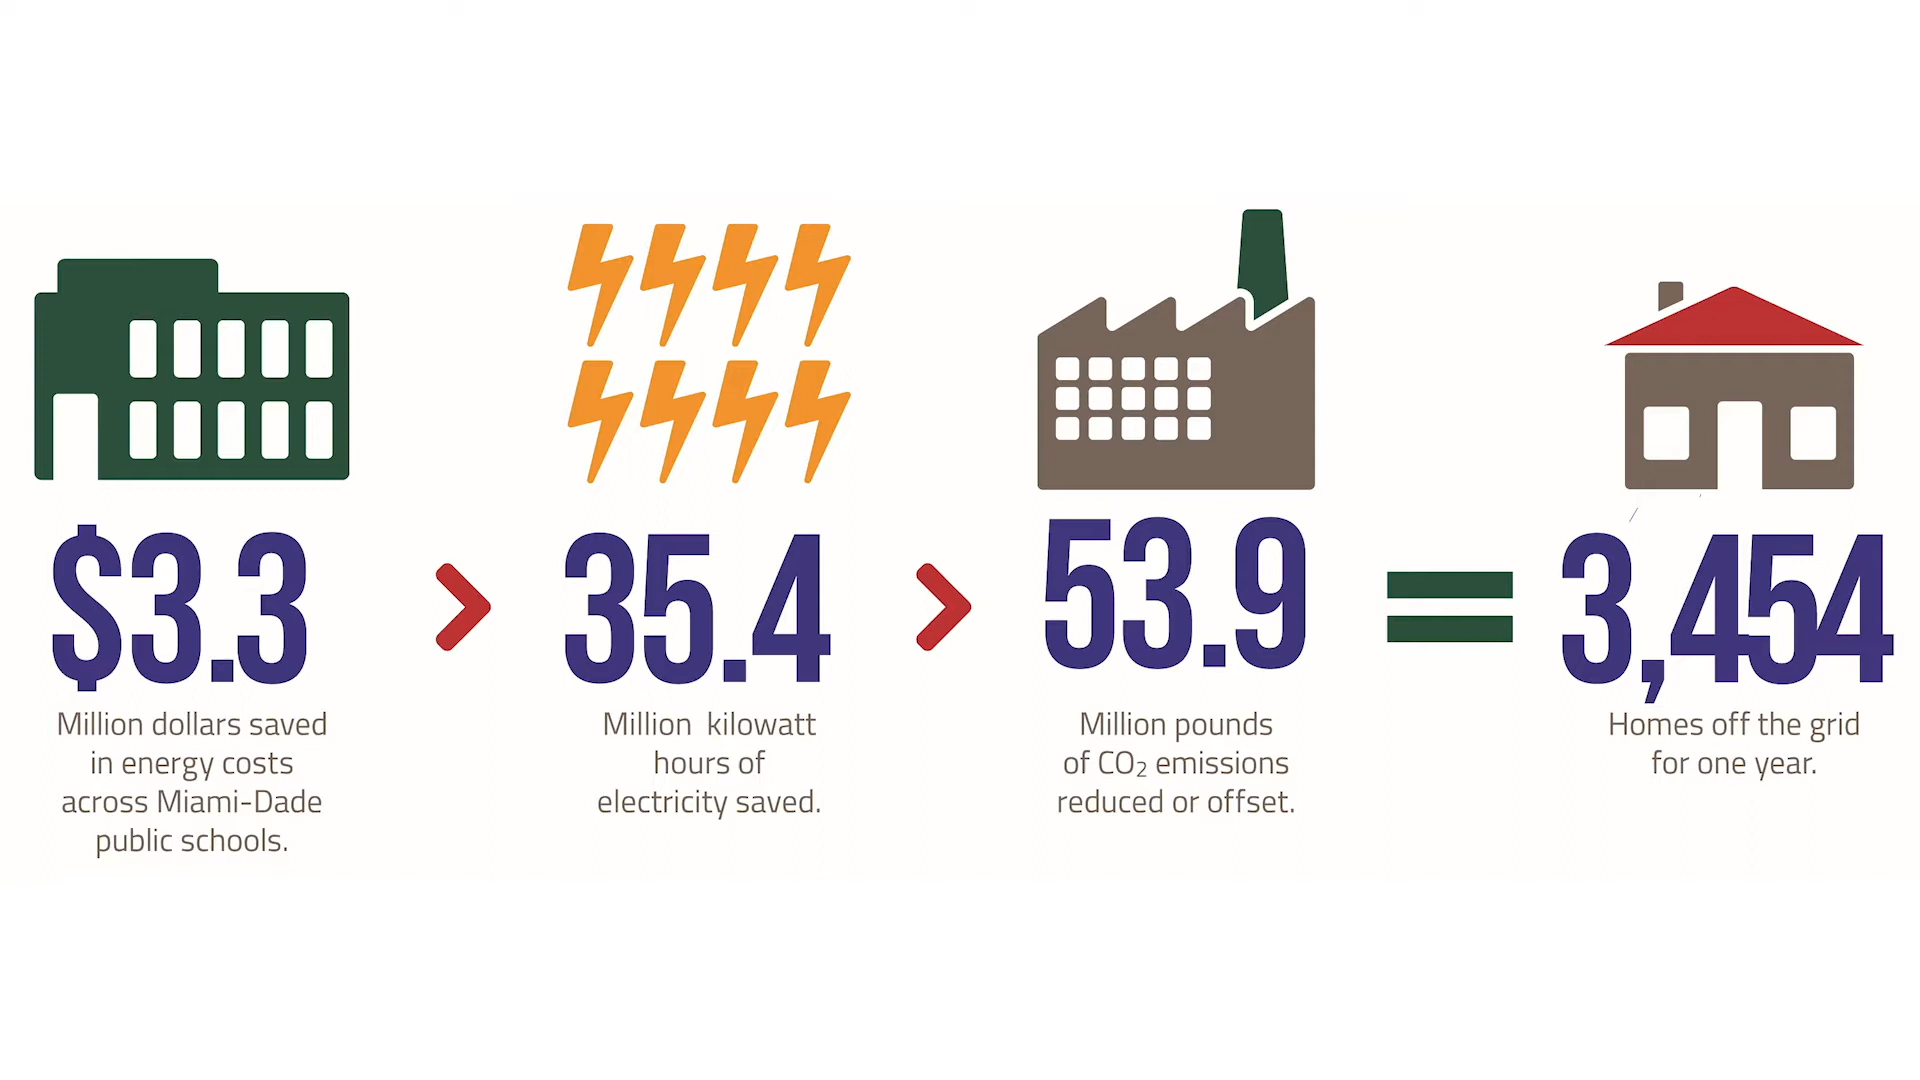 $3.3
Million dollars saved
in energy costs
across Miami-Dade
public schools.
>
35.4
Million kilowatt
hours of
electricity saved.
>
53.9
Million pounds
of CO₂ emissions
reduced or offset.
=
3,454
Homes off the grid
for one year.